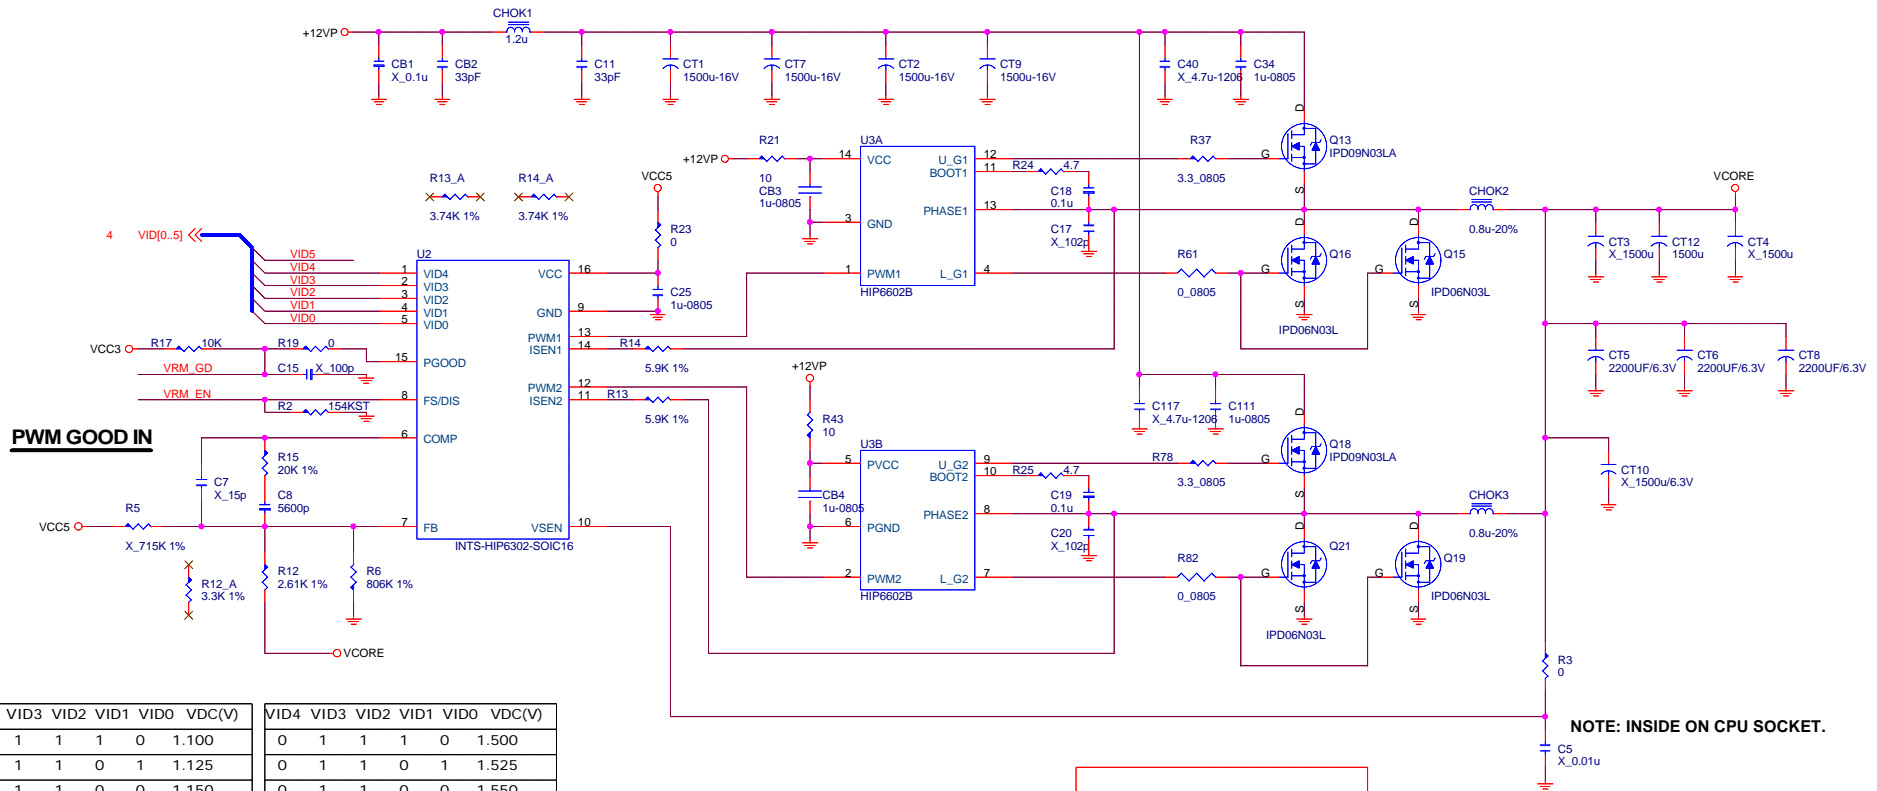 CHOK1
1.2u
+12VP
CB1
X_0.1u
CB2
33pF
C11
33pF
CT1
1500u-16V
CT7
1500u-16V
CT2
1500u-16V
CT9
1500u-16V
C40
X_4.7u-1206
C34
1u-0805
+12VP
R21
10
CB3
1u-0805
U3A
14 VCC
3 GND
1 PWM1
U_G1 12
BOOT1 11
PHASE1 13
L_G1 4
HIP6602B
R24 4.7
C18
0.1u
C17
X_102p
R37
3.3_0805
R61
0_0805
D
G
S
Q13
IPD09N03LA
D
G
S
Q16
IPD06N03L
D
G
S
Q15
IPD06N03L
CHOK2
0.8u-20%
VCORE
CT3
X_1500u
CT12
1500u
CT4
X_1500u
CT5
2200UF/6.3V
CT6
2200UF/6.3V
CT8
2200UF/6.3V
CT10
X_1500u/6.3V
R13_A
3.74K 1%
R14_A
3.74K 1%
VCC5
R23
0
C25
1u-0805
4 VID[0..5]
VID5
VID4
VID3
VID2
VID1
VID0
U2
1 VID4
2 VID3
3 VID2
4 VID1
5 VID0
15 PGOOD
8 FS/DIS
6 COMP
7 FB
VCC 16
GND 9
PWM1 13
ISEN1 14
PWM2 12
ISEN2 11
VSEN 10
INTS-HIP6302-SOIC16
VCC3
R17 10K
R19 0
VRM_GD
C15 X_100p
VRM_EN
R2 154KST
PWM GOOD IN
R15
20K 1%
C7
X_15p
C8
5600p
VCC5
R5
X_715K 1%
R12_A
3.3K 1%
R12
2.61K 1%
R6
806K 1%
VCORE
R14
5.9K 1%
R13
5.9K 1%
+12VP
R43
10
CB4
1u-0805
U3B
5 PVCC
6 PGND
2 PWM2
U_G2 9
BOOT2 10
PHASE2 8
L_G2 7
HIP6602B
R25 4.7
C19
0.1u
C20
X_102p
C117
X_4.7u-1206
C111
1u-0805
R78
3.3_0805
R82
0_0805
D
G
S
Q18
IPD09N03LA
D
G
S
Q21
IPD06N03L
D
G
S
Q19
IPD06N03L
CHOK3
0.8u-20%
R3
0
NOTE: INSIDE ON CPU SOCKET.
C5
X_0.01u
VID3 VID2 VID1 VID0 VDC(V)
1 1 1 0 1.100
1 1 0 1 1.125
1 1 0 0 1.150
VID4 VID3 VID2 VID1 VID0 VDC(V)
0 1 1 1 0 1.500
0 1 1 0 1 1.525
0 1 1 0 0 1.550